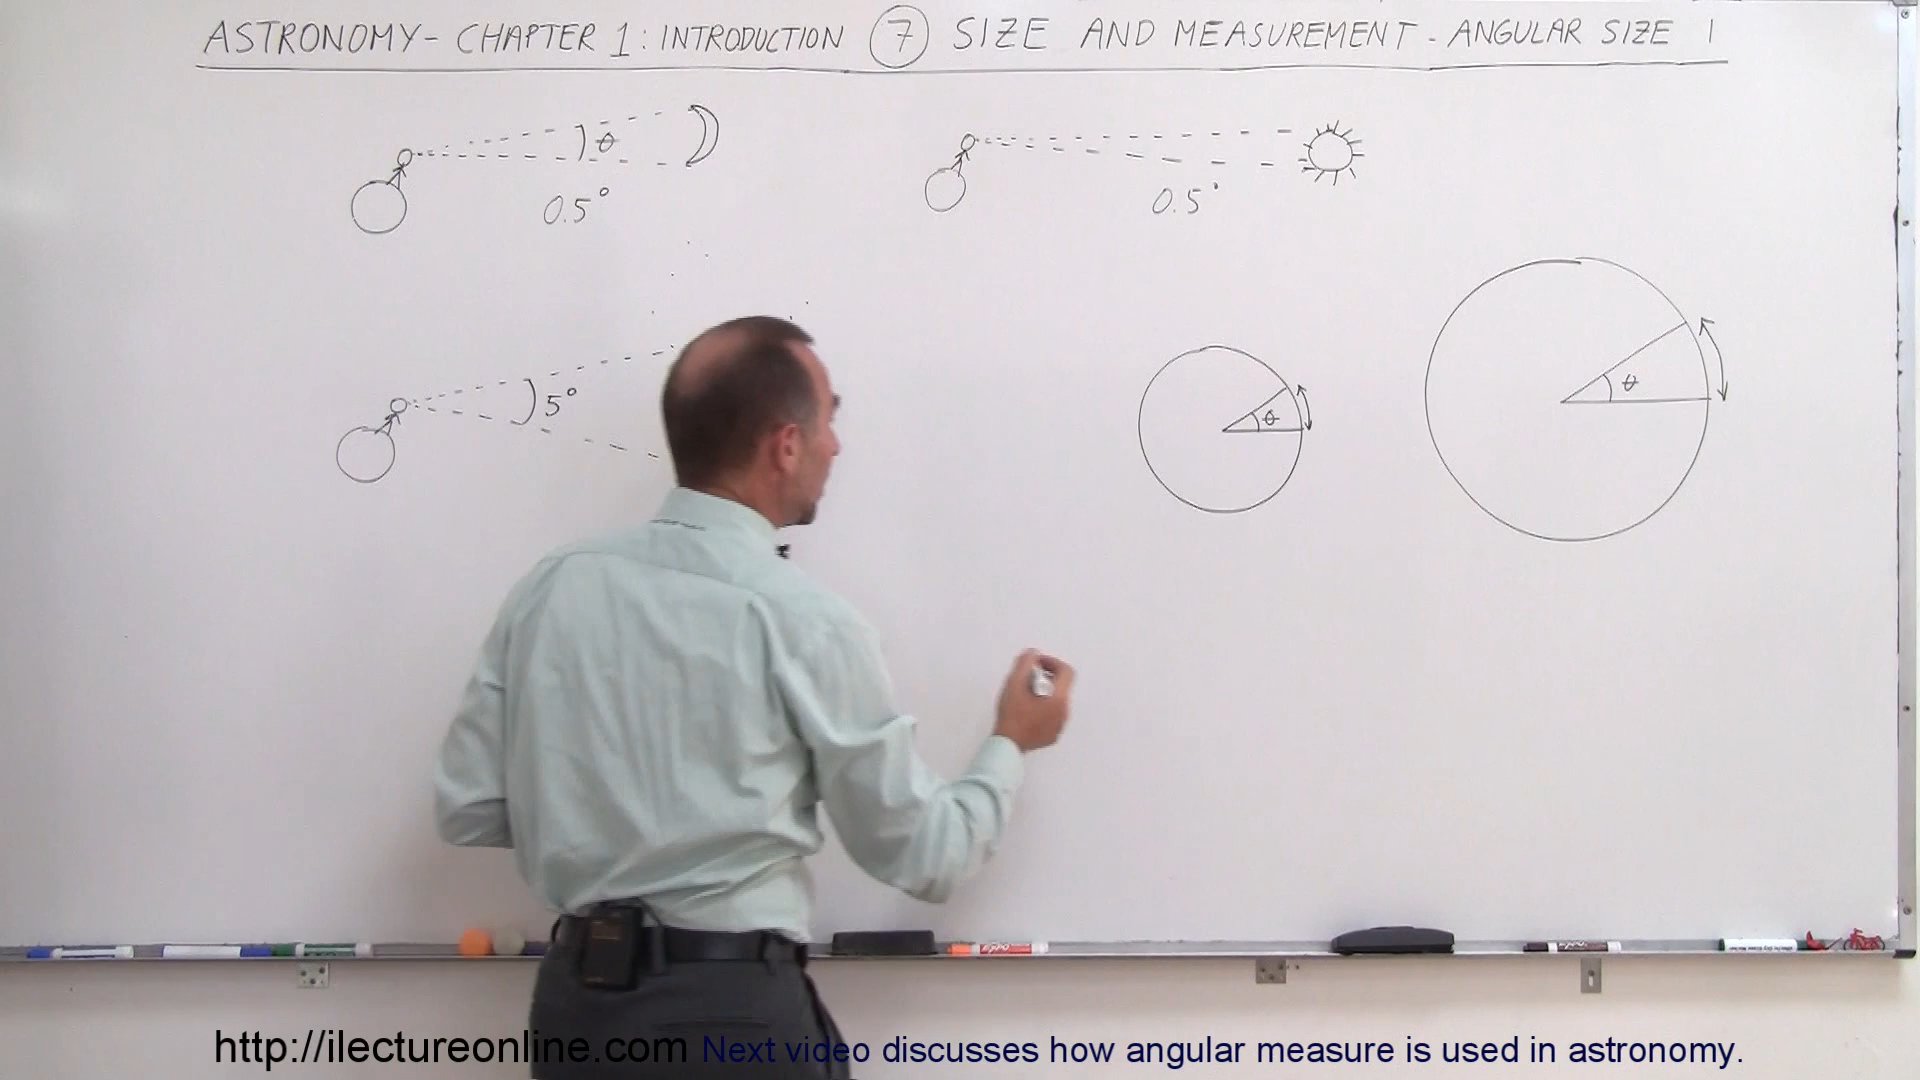 ASTRONOMY - CHAPTER 1: INTRODUCTION 7 SIZE AND MEASUREMENT - ANGULAR SIZE 1
θ
0.5°
0.5°
5°
θ
θ
http://ilectureonline.com Next video discusses how angular measure is used in astronomy.